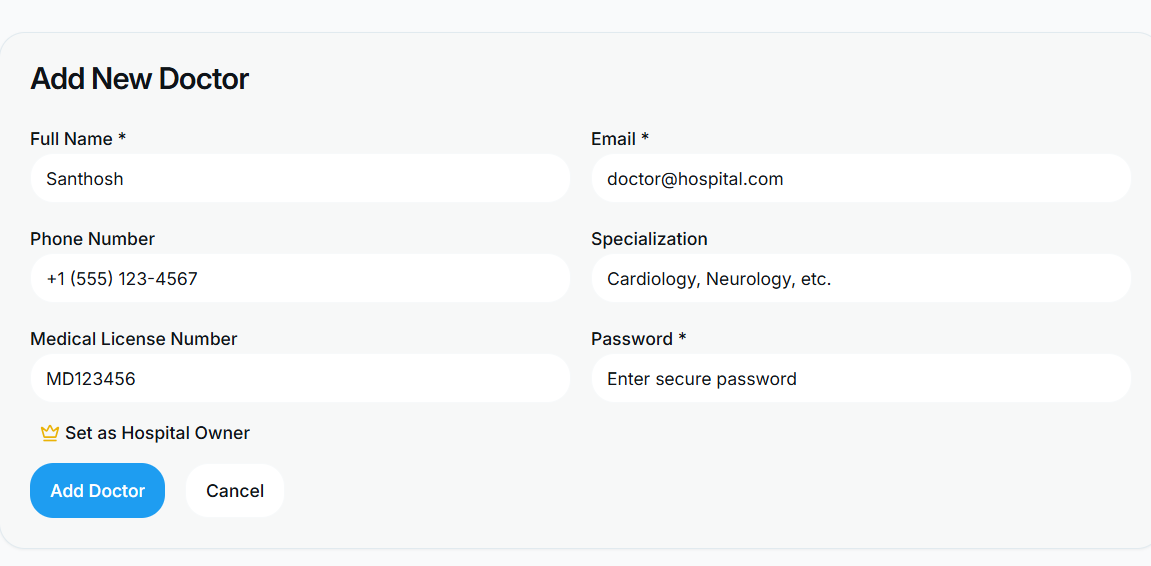 Add New Doctor
Full Name *
Email *
Santhosh
doctor@hospital.com
Phone Number
Specialization
+1 (555) 123-4567
Cardiology, Neurology, etc.
Medical License Number
Password *
MD123456
Enter secure password
Set as Hospital Owner
Add Doctor
Cancel